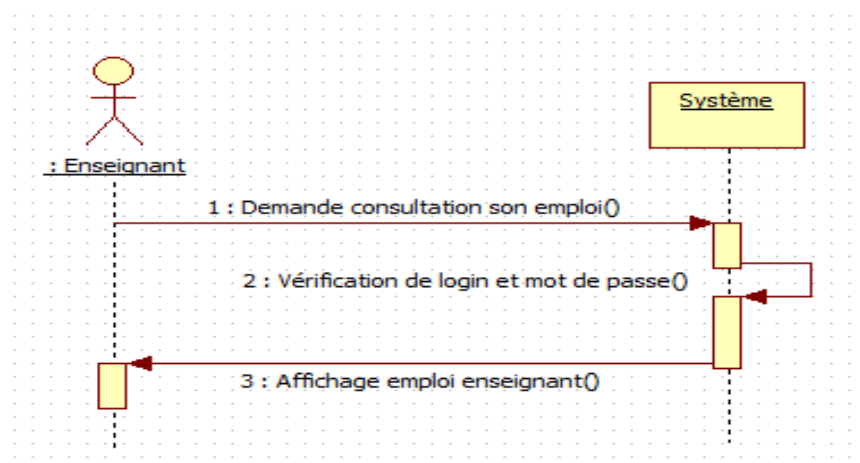 Système
: Enseignant
1 : Demande consultation son emploi()
2 : Vérification de login et mot de passe()
3 : Affichage emploi enseignant()